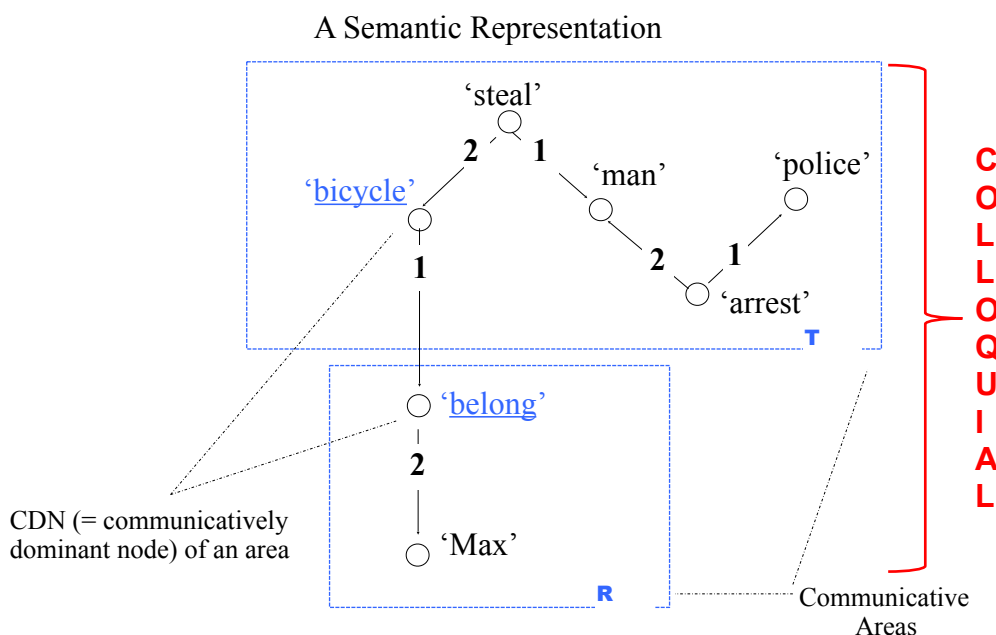 A Semantic Representation
‘steal’
2
1
‘bicycle’
‘man’
‘police’
1
2
1
‘arrest’
T
‘belong’
2
CDN (= communicatively
dominant node) of an area
‘Max’
R
Communicative
Areas
COLLOQUIAL